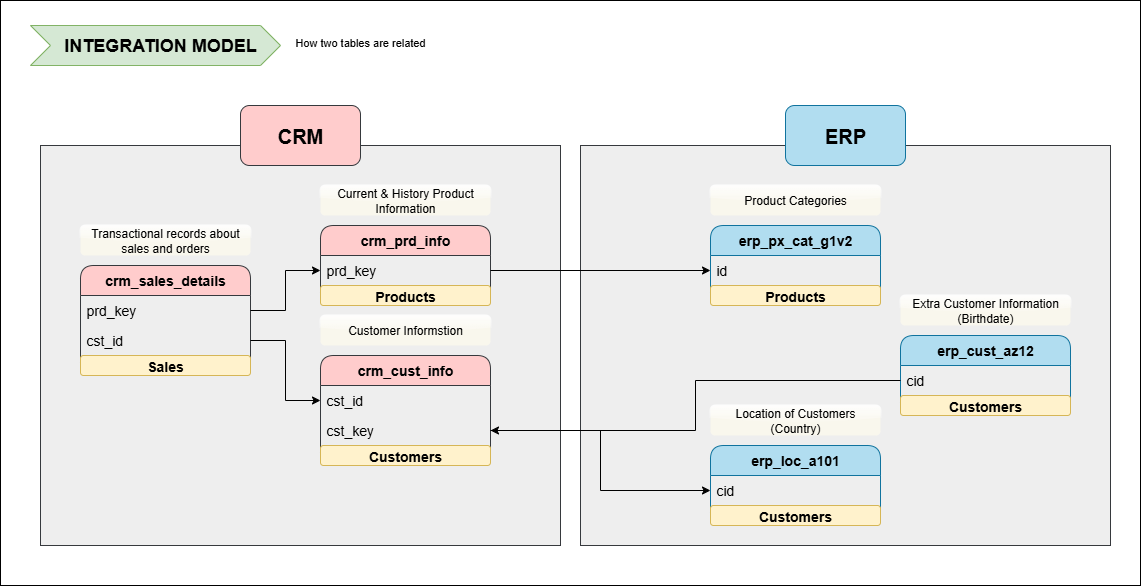 INTEGRATION MODEL
How two tables are related
CRM
Transactional records about
sales and orders
crm_sales_details
prd_key
cst_id
Sales
Current & History Product
Information
crm_prd_info
prd_key
Products
Customer Informstion
crm_cust_info
cst_id
cst_key
Customers
ERP
Product Categories
erp_px_cat_g1v2
id
Products
Extra Customer Information
(Birthdate)
erp_cust_az12
cid
Customers
Location of Customers
(Country)
erp_loc_a101
cid
Customers